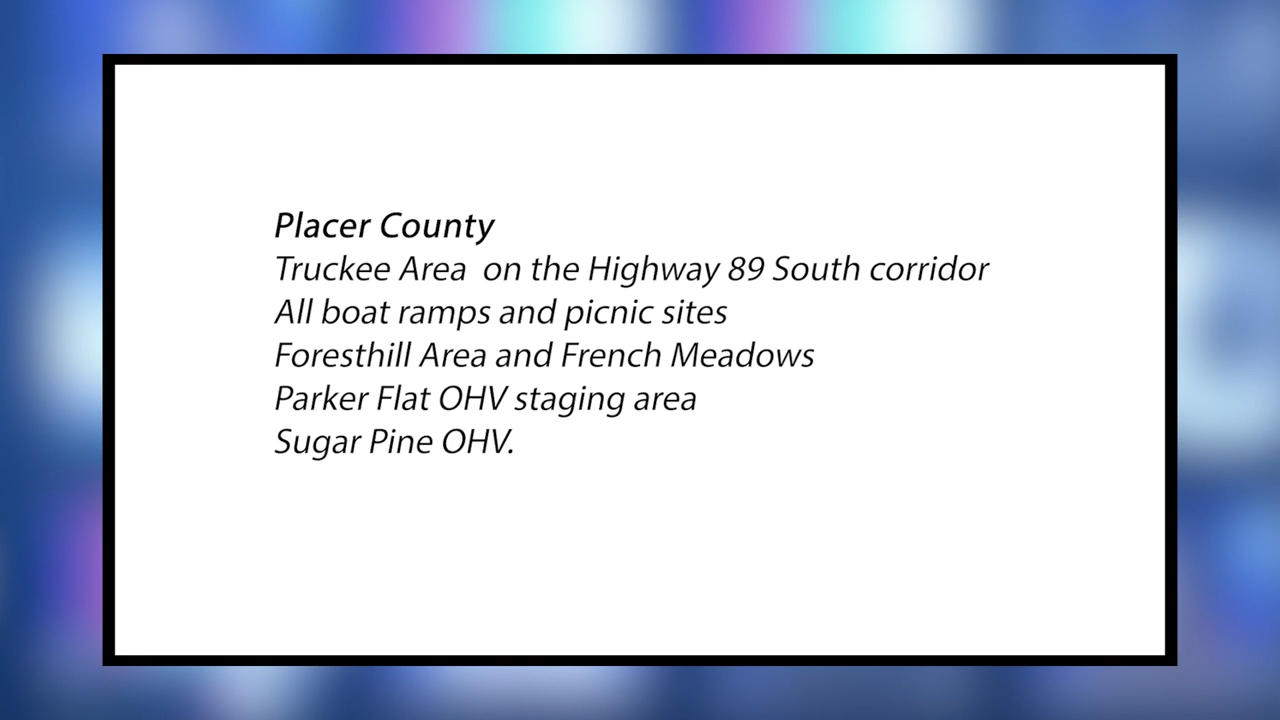 Placer County
Truckee Area  on the Highway 89 South corridor
All boat ramps and picnic sites
Foresthill Area and French Meadows
Parker Flat OHV staging area
Sugar Pine OHV.